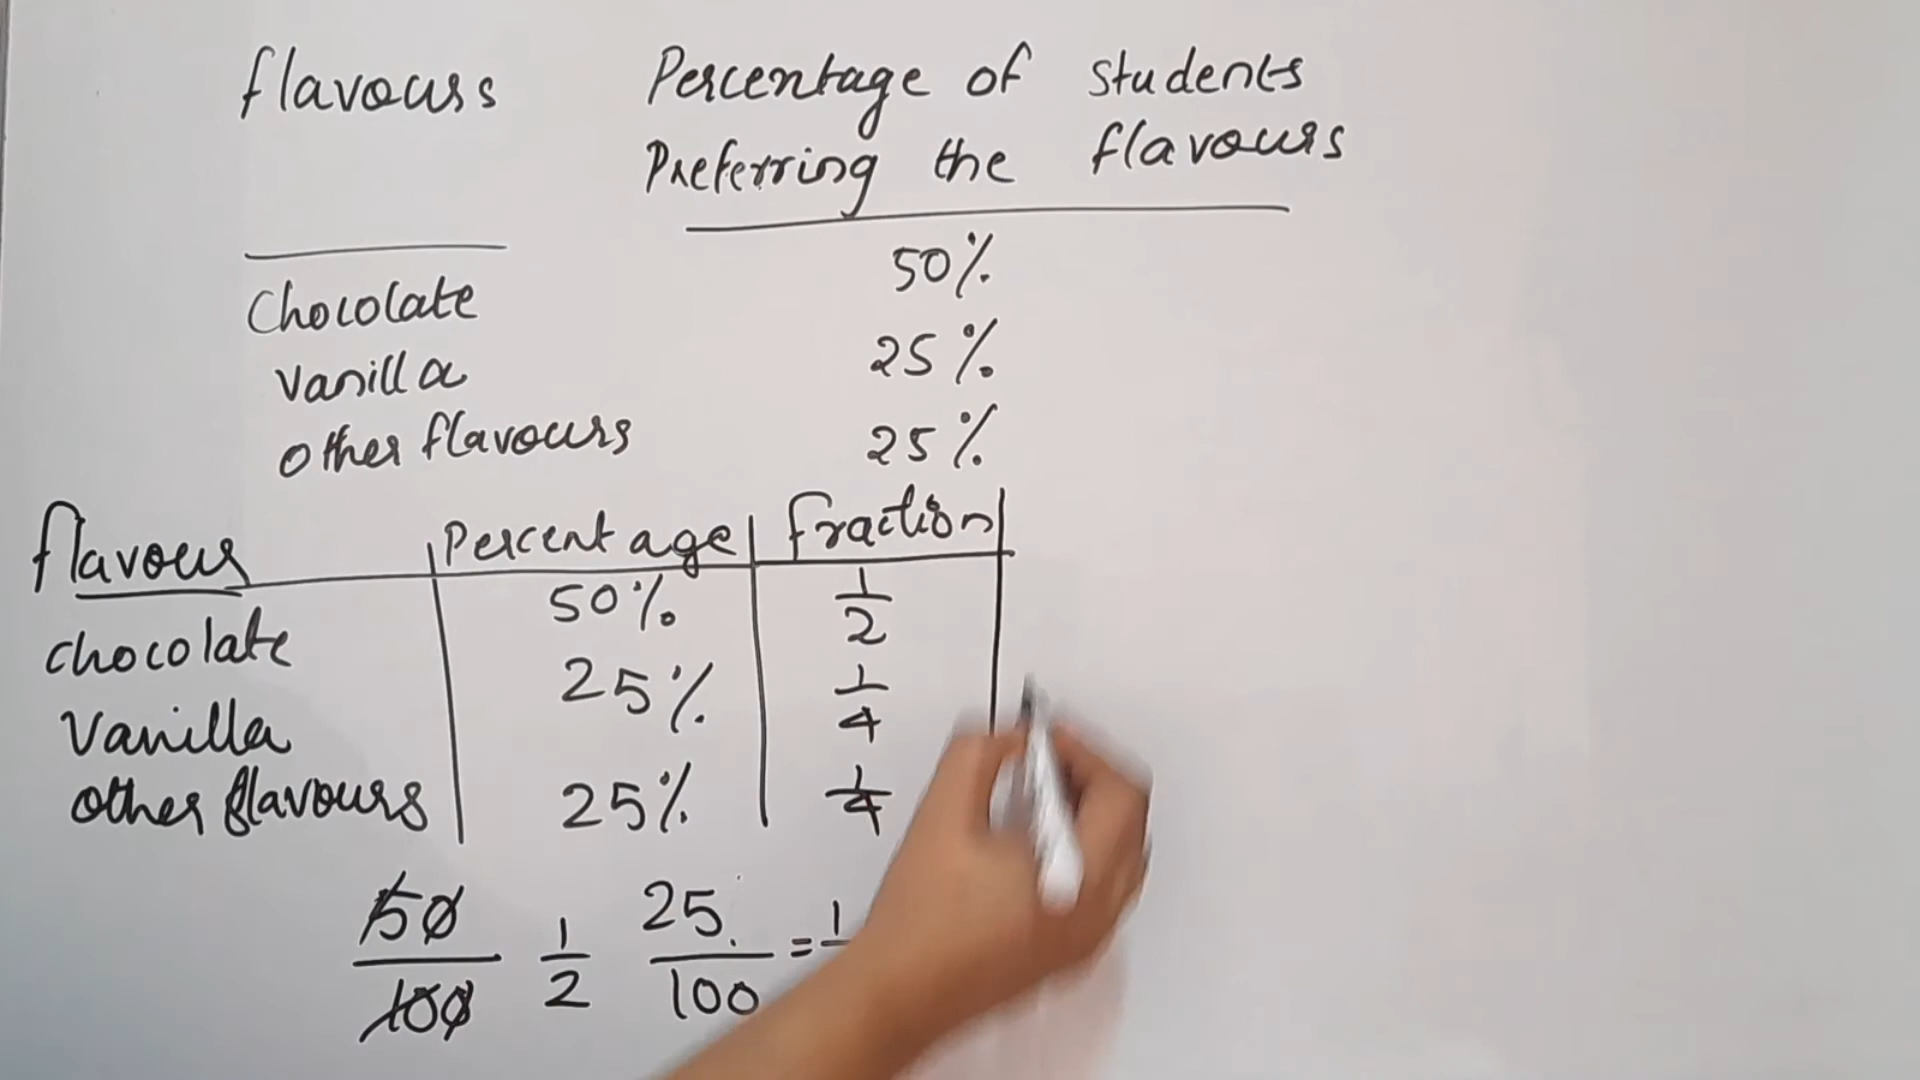 flavours Percentage of students
Preferring the flavours
Chocolate 50%
Vanilla 25%
other flavours 25%
flavour Percentage fraction
chocolate 50% 1/2
Vanilla 25% 1/4
other flavours 25% 1/4
50/100 1/2 25/100 = 1